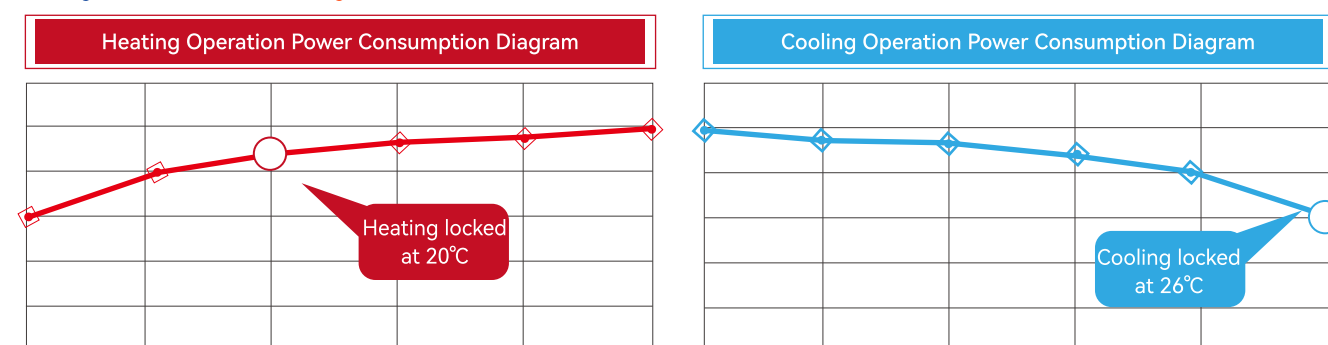 Heating Operation Power Consumption Diagram
Heating locked
at 20℃
Cooling Operation Power Consumption Diagram
Cooling locked
at 26℃